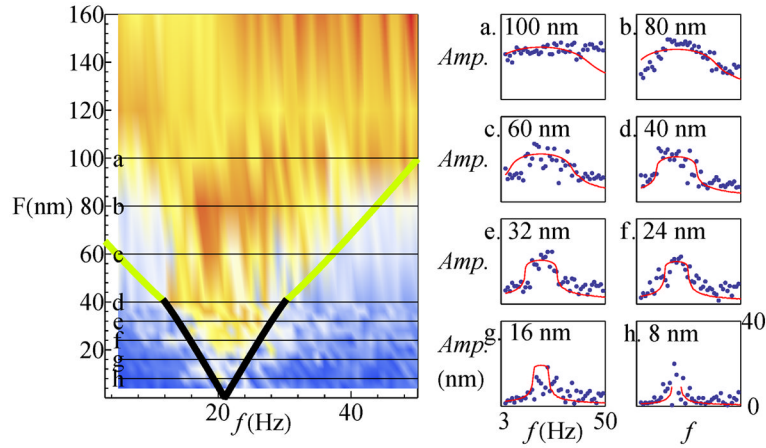 160
140
120
100
F(nm) 80
60
40
20
a
b
c
d
e
f
g
h
20 40
f(Hz)
a. 100 nm
b. 80 nm
Amp.
c. 60 nm
d. 40 nm
Amp.
e. 32 nm
f. 24 nm
Amp.
g. 16 nm
h. 8 nm
40
Amp.
(nm)
0
3 50
f(Hz)
f